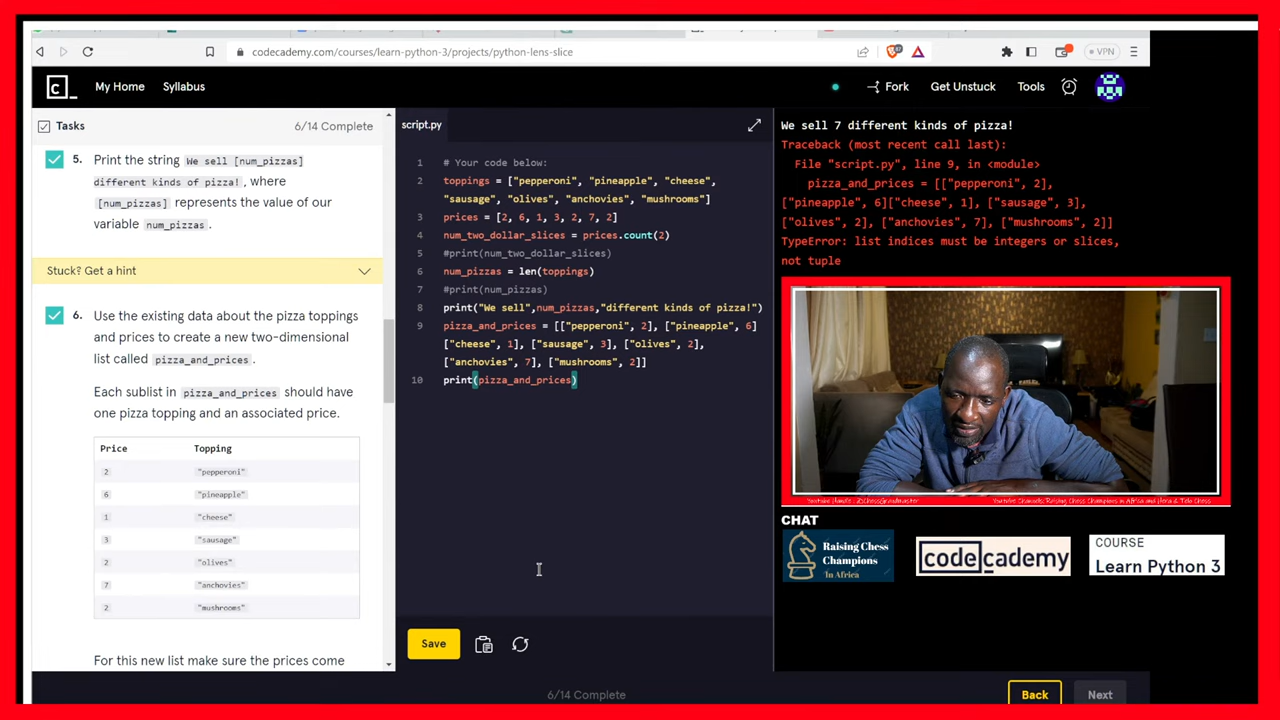 codecademy.com/courses/learn-python-3/projects/python-lens-slice
VPN
c_
My Home
Syllabus
Fork
Get Unstuck
Tools
Tasks
6/14 Complete
5. Print the string We sell [num_pizzas]
different kinds of pizza!, where
[num_pizzas] represents the value of our
variable num_pizzas.
Stuck? Get a hint
6. Use the existing data about the pizza toppings
and prices to create a new two-dimensional
list called pizza_and_prices.
Each sublist in pizza_and_prices should have
one pizza topping and an associated price.
Price Topping
2 "pepperoni"
6 "pineapple"
1 "cheese"
3 "sausage"
2 "olives"
7 "anchovies"
2 "mushrooms"
For this new list make sure the prices come
script.py
1 # Your code below:
2 toppings = ["pepperoni", "pineapple", "cheese",
"sausage", "olives", "anchovies", "mushrooms"]
3 prices = [2, 6, 1, 3, 2, 7, 2]
4 num_two_dollar_slices = prices.count(2)
5 #print(num_two_dollar_slices)
6 num_pizzas = len(toppings)
7 #print(num_pizzas)
8 print("We sell",num_pizzas,"different kinds of pizza!")
9 pizza_and_prices = [["pepperoni", 2], ["pineapple", 6]
["cheese", 1], ["sausage", 3], ["olives", 2],
["anchovies", 7], ["mushrooms", 2]]
10 print(pizza_and_prices)
Save
We sell 7 different kinds of pizza!
Traceback (most recent call last):
File "script.py", line 9, in <module>
pizza_and_prices = [["pepperoni", 2],
["pineapple", 6]["cheese", 1], ["sausage", 3],
["olives", 2], ["anchovies", 7], ["mushrooms", 2]]
TypeError: list indices must be integers or slices,
not tuple
CHAT
Raising Chess
Champions
In Africa
codecademy
COURSE
Learn Python 3
6/14 Complete
Back
Next